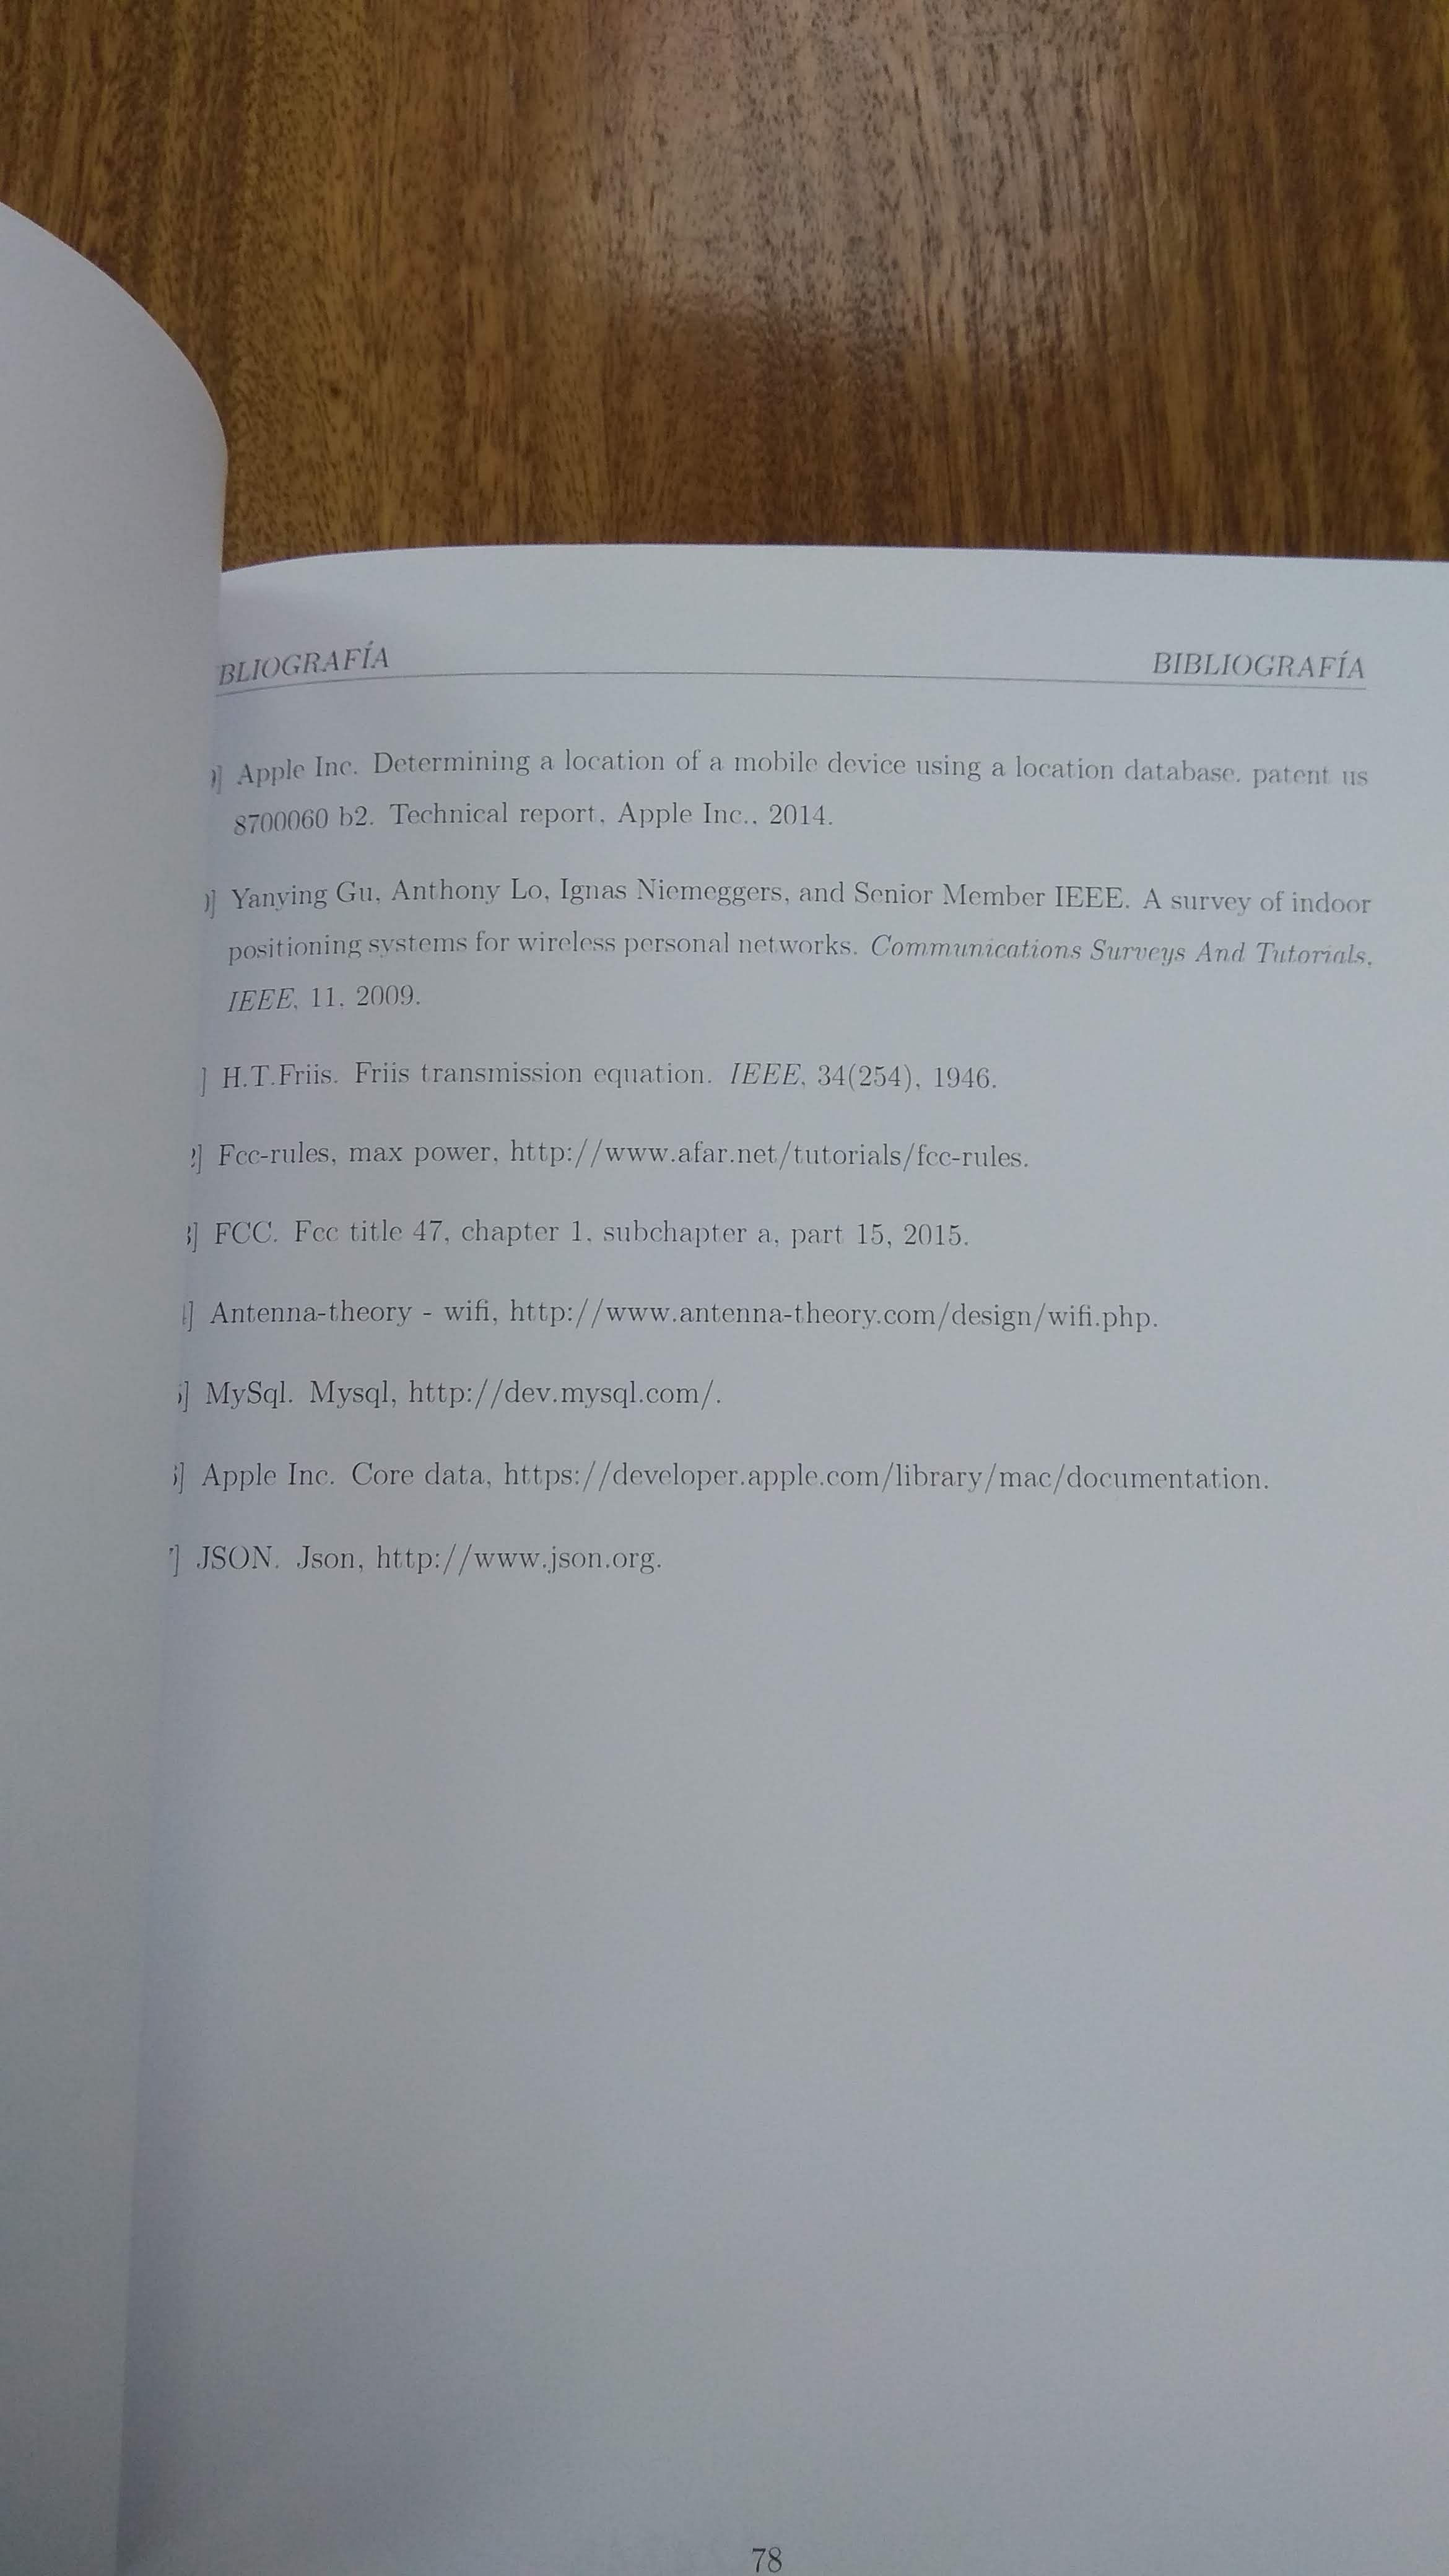 BLIOGRAFÍA BIBLIOGRAFÍA
] Apple Inc. Determining a location of a mobile device using a location database. patent us
8700060 b2. Technical report, Apple Inc., 2014.
] Yanying Gu, Anthony Lo, Ignas Niemeggers, and Senior Member IEEE. A survey of indoor
positioning systems for wireless personal networks. Communications Surveys And Tutorials,
IEEE, 11, 2009.
] H.T.Friis. Friis transmission equation. IEEE, 34(254), 1946.
] Fcc-rules, max power, http://www.afar.net/tutorials/fcc-rules.
] FCC. Fcc title 47, chapter 1, subchapter a, part 15, 2015.
] Antenna-theory - wifi, http://www.antenna-theory.com/design/wifi.php.
] MySql. Mysql, http://dev.mysql.com/.
] Apple Inc. Core data, https://developer.apple.com/library/mac/documentation.
] JSON. Json, http://www.json.org.
78